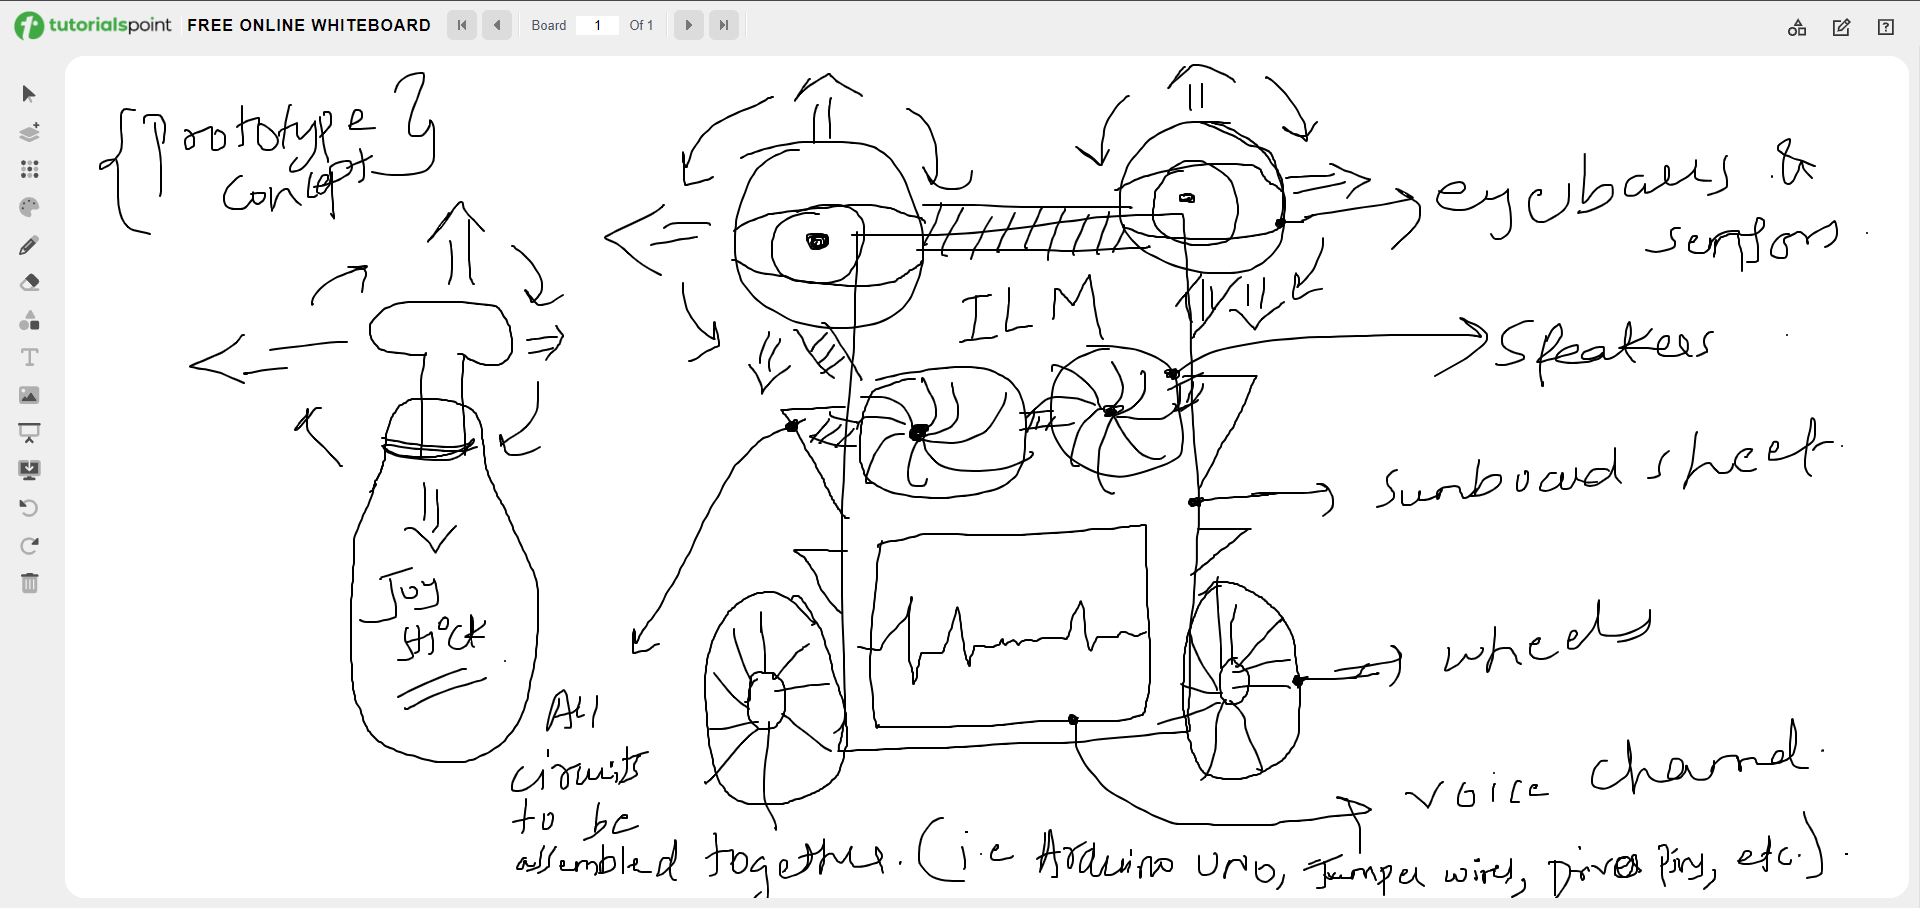 tutorialspoint FREE ONLINE WHITEBOARD Board 1 Of 1
{Prototype
Concept}
eyeballs &
sensors.
ILM
Speakers
Sunboard sheet.
Joy
stick
wheels
All
circuits
to be
assembled together. (i.e Arduino UNO, Jumper wires, Driver Pins, etc.).
voice channel.